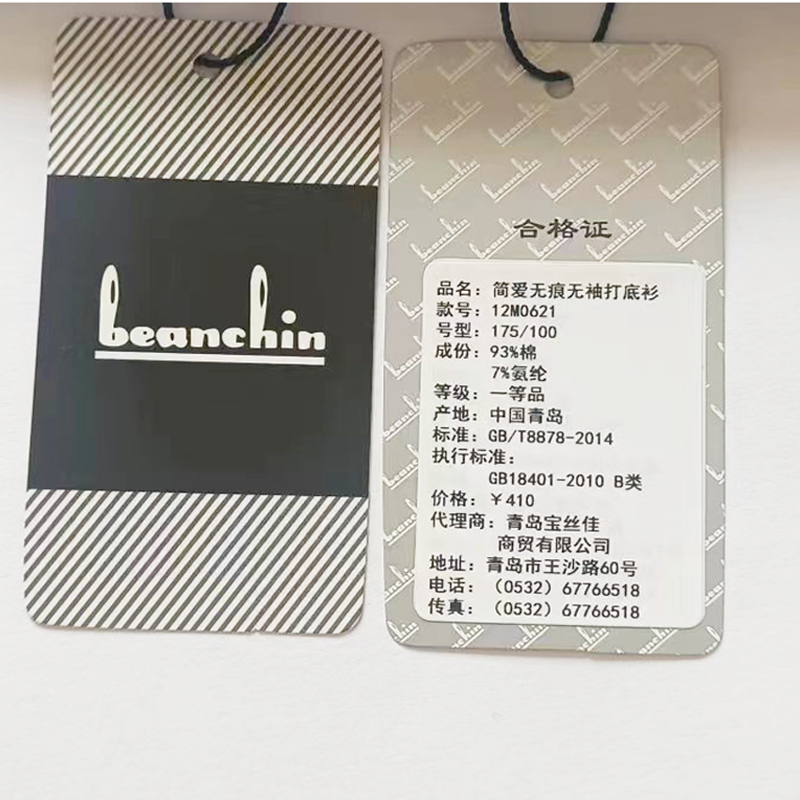 beanchin
合格证
品名：简爱无痕无袖打底衫
款号：12M0621
号型：175/100
成份：93%棉
7%氨纶
等级：一等品
产地：中国青岛
标准：GB/T8878-2014
执行标准：
GB18401-2010 B类
价格：￥410
代理商：青岛宝丝佳
商贸有限公司
地址：青岛市王沙路60号
电话：（0532）67766518
传真：（0532）67766518